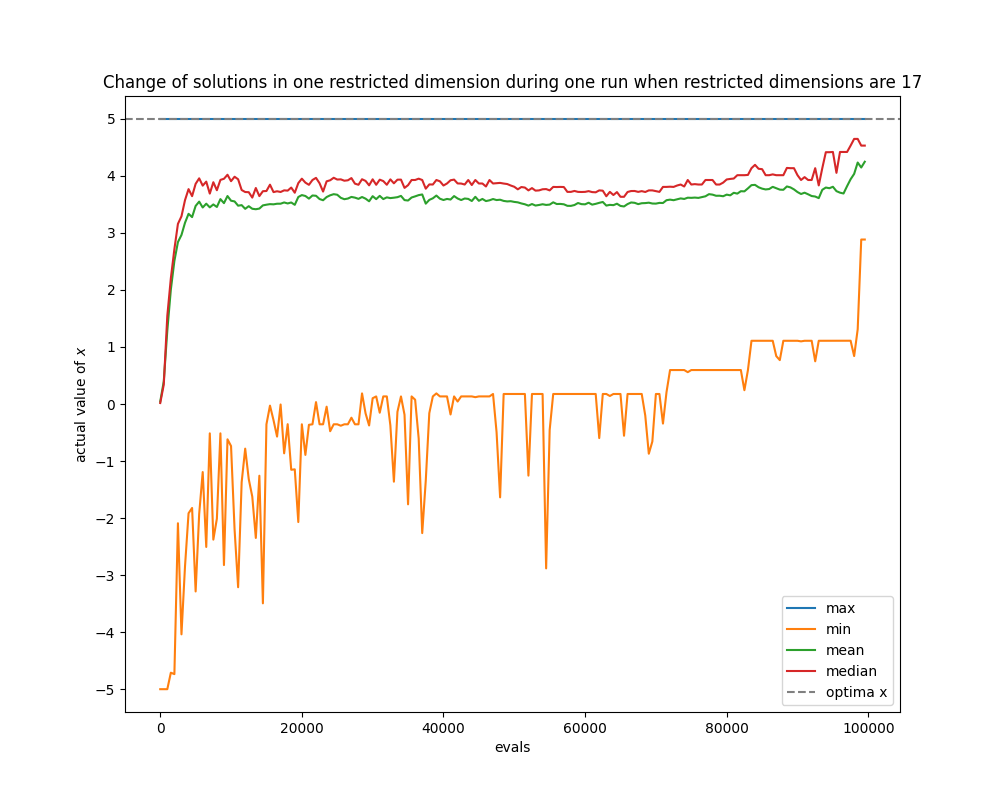 Change of solutions in one restricted dimension during one run when restricted dimensions are 17
5
4
3
2
1
0
−1
−2
−3
−4
−5
actual value of x
0 20000 40000 60000 80000 100000
evals
max
min
mean
median
optima x